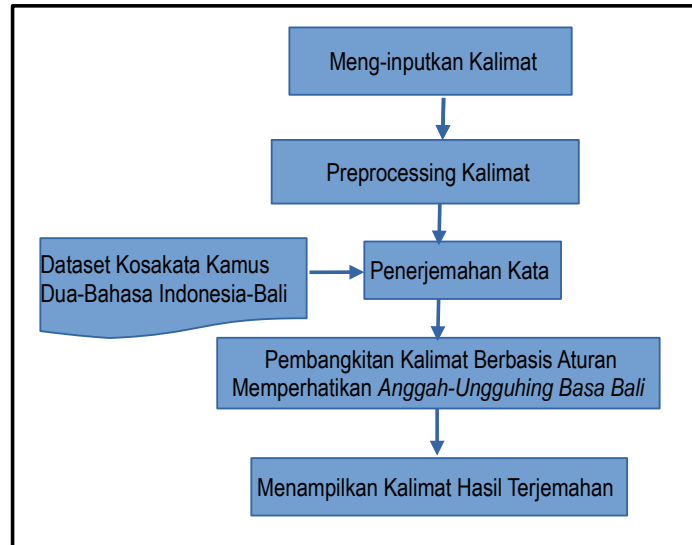 Meng-inputkan Kalimat
Preprocessing Kalimat
Dataset Kosakata Kamus
Dua-Bahasa Indonesia-Bali
Penerjemahan Kata
Pembangkitan Kalimat Berbasis Aturan
Memperhatikan Anggah-Ungguhing Basa Bali
Menampilkan Kalimat Hasil Terjemahan